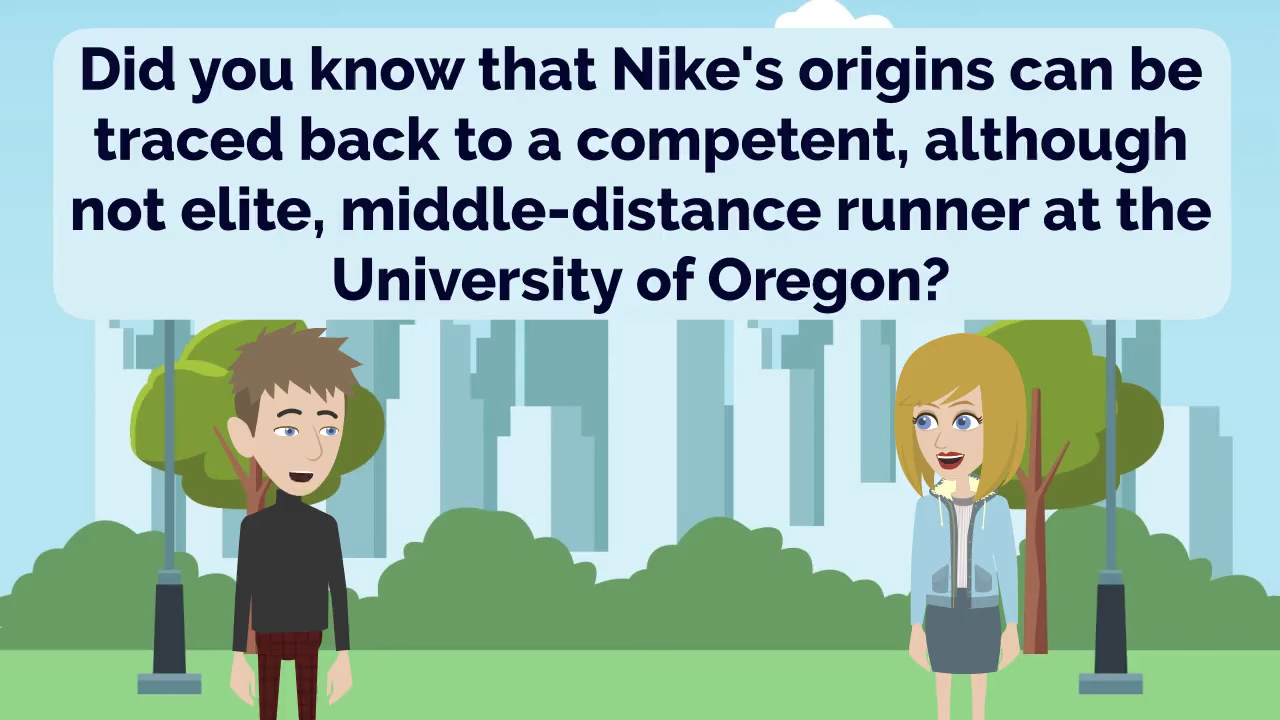 Did you know that Nike's origins can be
traced back to a competent, although
not elite, middle-distance runner at the
University of Oregon?